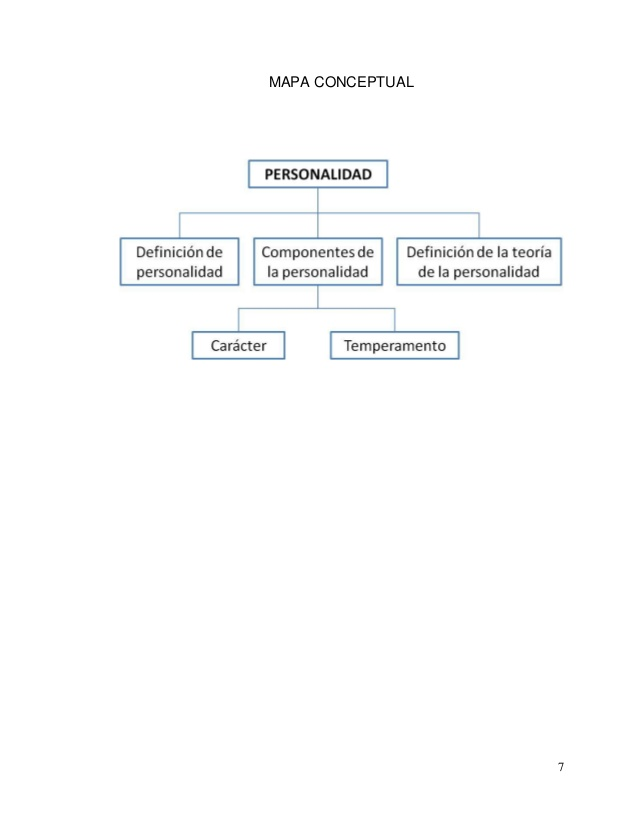 MAPA CONCEPTUAL
PERSONALIDAD
Definición de
personalidad
Componentes de
la personalidad
Definición de la teoría
de la personalidad
Carácter
Temperamento
7